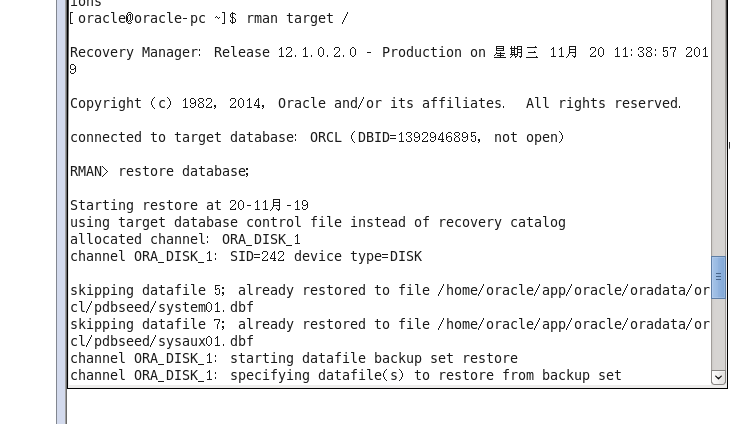 ions
[oracle@oracle-pc ~]$ rman target /
Recovery Manager: Release 12.1.0.2.0 - Production on 星期三 11月 20 11:38:57 201
9
Copyright (c) 1982, 2014, Oracle and/or its affiliates.  All rights reserved.
connected to target database: ORCL (DBID=1392946895, not open)
RMAN> restore database;
Starting restore at 20-11月-19
using target database control file instead of recovery catalog
allocated channel: ORA_DISK_1
channel ORA_DISK_1: SID=242 device type=DISK
skipping datafile 5; already restored to file /home/oracle/app/oracle/oradata/or
cl/pdbseed/system01.dbf
skipping datafile 7; already restored to file /home/oracle/app/oracle/oradata/or
cl/pdbseed/sysaux01.dbf
channel ORA_DISK_1: starting datafile backup set restore
channel ORA_DISK_1: specifying datafile(s) to restore from backup set